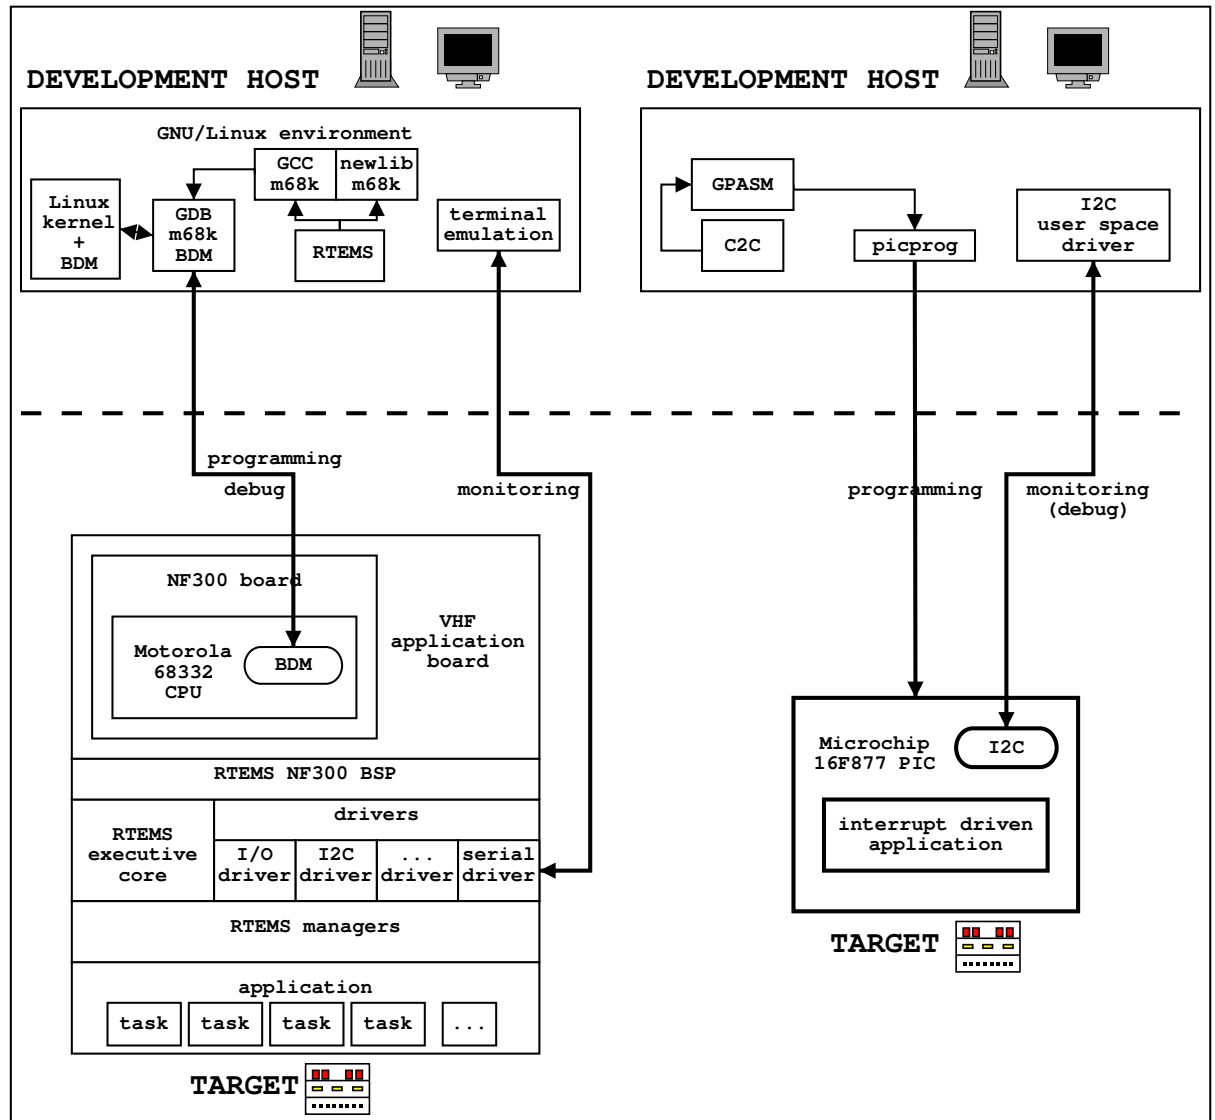 DEVELOPMENT HOST
GNU/Linux environment
Linux
kernel
+
BDM
GDB
m68k
BDM
GCC
m68k
newlib
m68k
RTEMS
terminal
emulation
programming
debug
monitoring
NF300 board
Motorola
68332
CPU
BDM
VHF
application
board
RTEMS NF300 BSP
RTEMS
executive
core
drivers
I/O
driver
I2C
driver
...
driver
serial
driver
RTEMS managers
application
task
task
task
task
...
TARGET
DEVELOPMENT HOST
GPASM
C2C
picprog
I2C
user space
driver
programming
monitoring
(debug)
Microchip
16F877 PIC
I2C
interrupt driven
application
TARGET